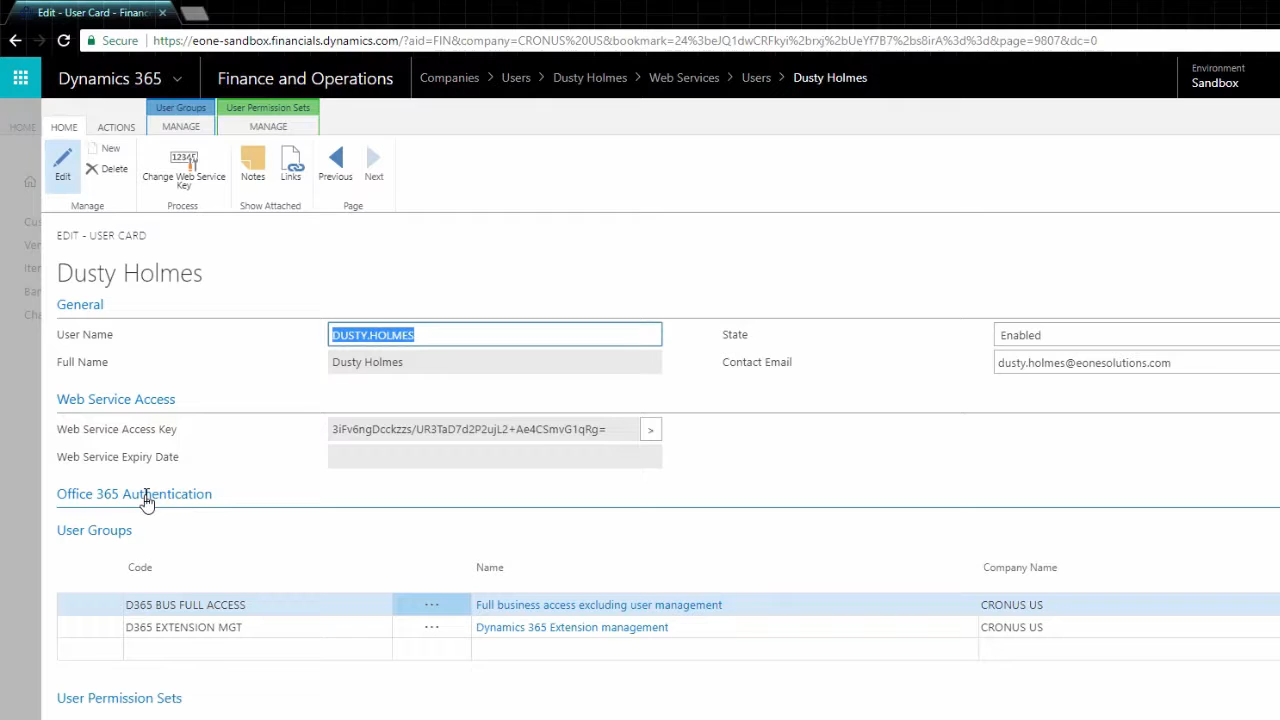 Edit - User Card - Financ
Secure
https://eone-sandbox.financials.dynamics.com/?aid=FIN&company=CRONUS%20US&bookmark=24%3beJQ1dwCRFkyi%2brxj%2bUeYf7B7%2bs8irA%3d%3d&page=9807&dc=0
Dynamics 365
Finance and Operations
Companies > Users > Dusty Holmes > Web Services > Users > Dusty Holmes
Environment
Sandbox
User Groups
User Permission Sets
HOME
HOME
ACTIONS
MANAGE
MANAGE
Edit
New
Delete
12345
Change Web Service
Key
Notes
Links
Previous
Next
Manage
Process
Show Attached
Page
Cus
Ver
Iter
Bar
Cha
EDIT - USER CARD
Dusty Holmes
General
User Name
DUSTY.HOLMES
State
Enabled
Full Name
Dusty Holmes
Contact Email
dusty.holmes@eonesolutions.com
Web Service Access
Web Service Access Key
3iFv6ngDcckzzs/UR3TaD7d2P2ujL2+Ae4CSmvG1qRg=
>
Web Service Expiry Date
Office 365 Authentication
User Groups
Code
Name
Company Name
D365 BUS FULL ACCESS
...
Full business access excluding user management
CRONUS US
D365 EXTENSION MGT
...
Dynamics 365 Extension management
CRONUS US
User Permission Sets